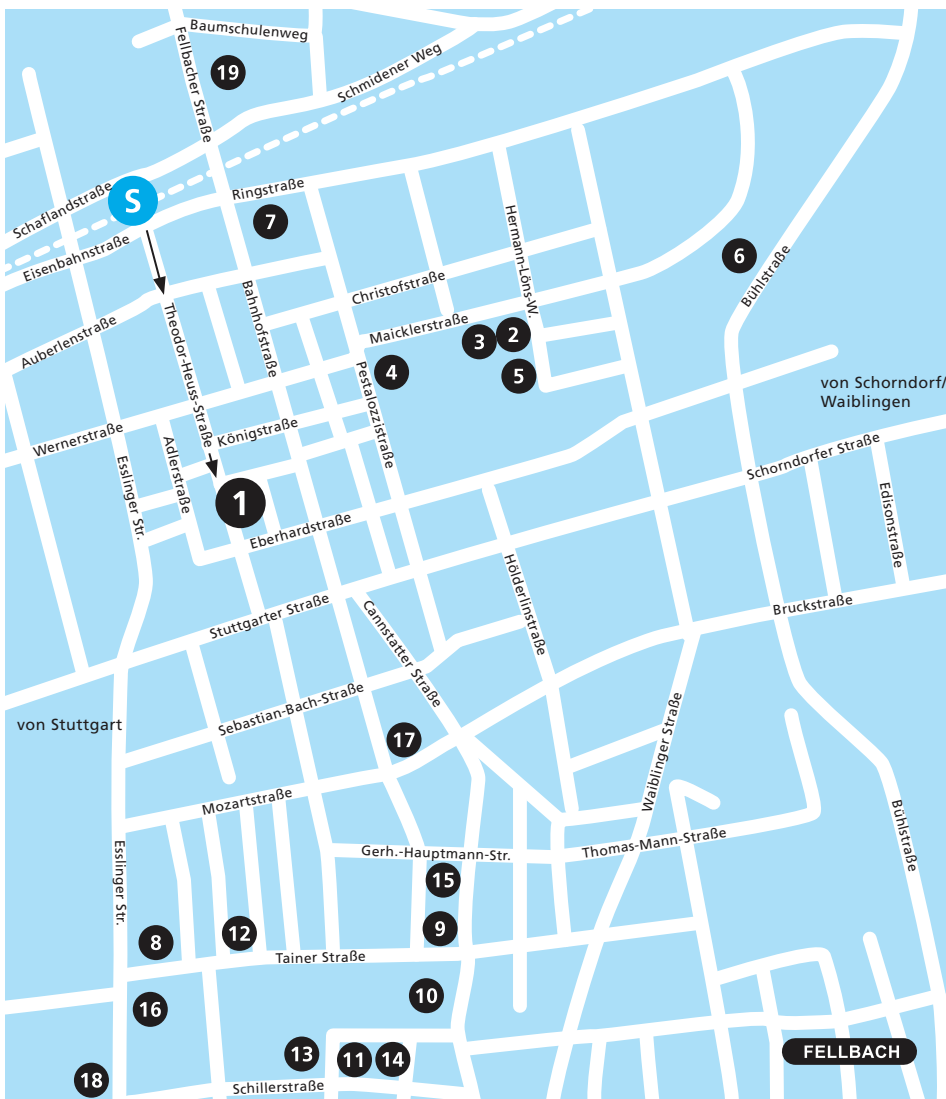 Baumschulenweg
Fellbacher Straße
19
Schmidener Weg
Schaflandstraße
S
Ringstraße
7
Eisenbahnstraße
Hermann-Löns-W.
6
Bühlstraße
Christofstraße
Bahnhofstraße
Theodor-Heuss-Straße
Auberlenstraße
Maicklerstraße
3
2
4
5
Pestalozzistraße
von Schorndorf/
Waiblingen
Wernerstraße
Königstraße
Adlerstraße
Esslinger Str.
Schorndorfer Straße
1
Eberhardstraße
Edisonstraße
Hölderlinstraße
Stuttgarter Straße
Cannstatter Straße
Bruckstraße
von Stuttgart
Sebastian-Bach-Straße
17
Waiblinger Straße
Mozartstraße
Bühlstraße
Esslinger Str.
Gerh.-Hauptmann-Str.
Thomas-Mann-Straße
15
8
12
9
Tainer Straße
10
16
13
11
14
FELLBACH
18
Schillerstraße